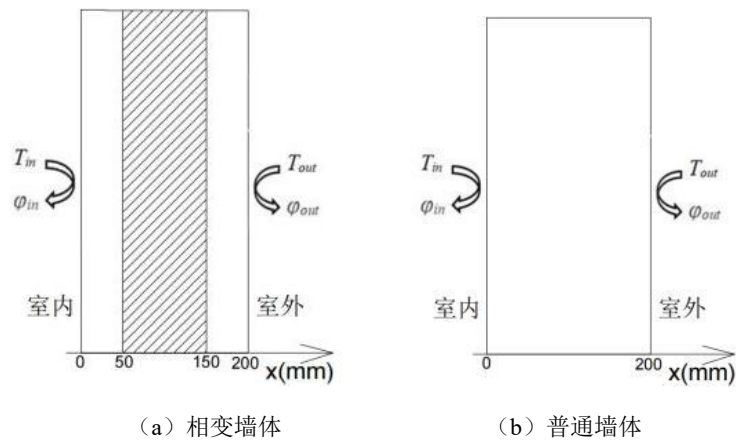 T_in
φ_in
T_out
φ_out
室内
室外
0
50
150
200
x(mm)
（a）相变墙体
T_in
φ_in
T_out
φ_out
室内
室外
0
200
x(mm)
（b）普通墙体